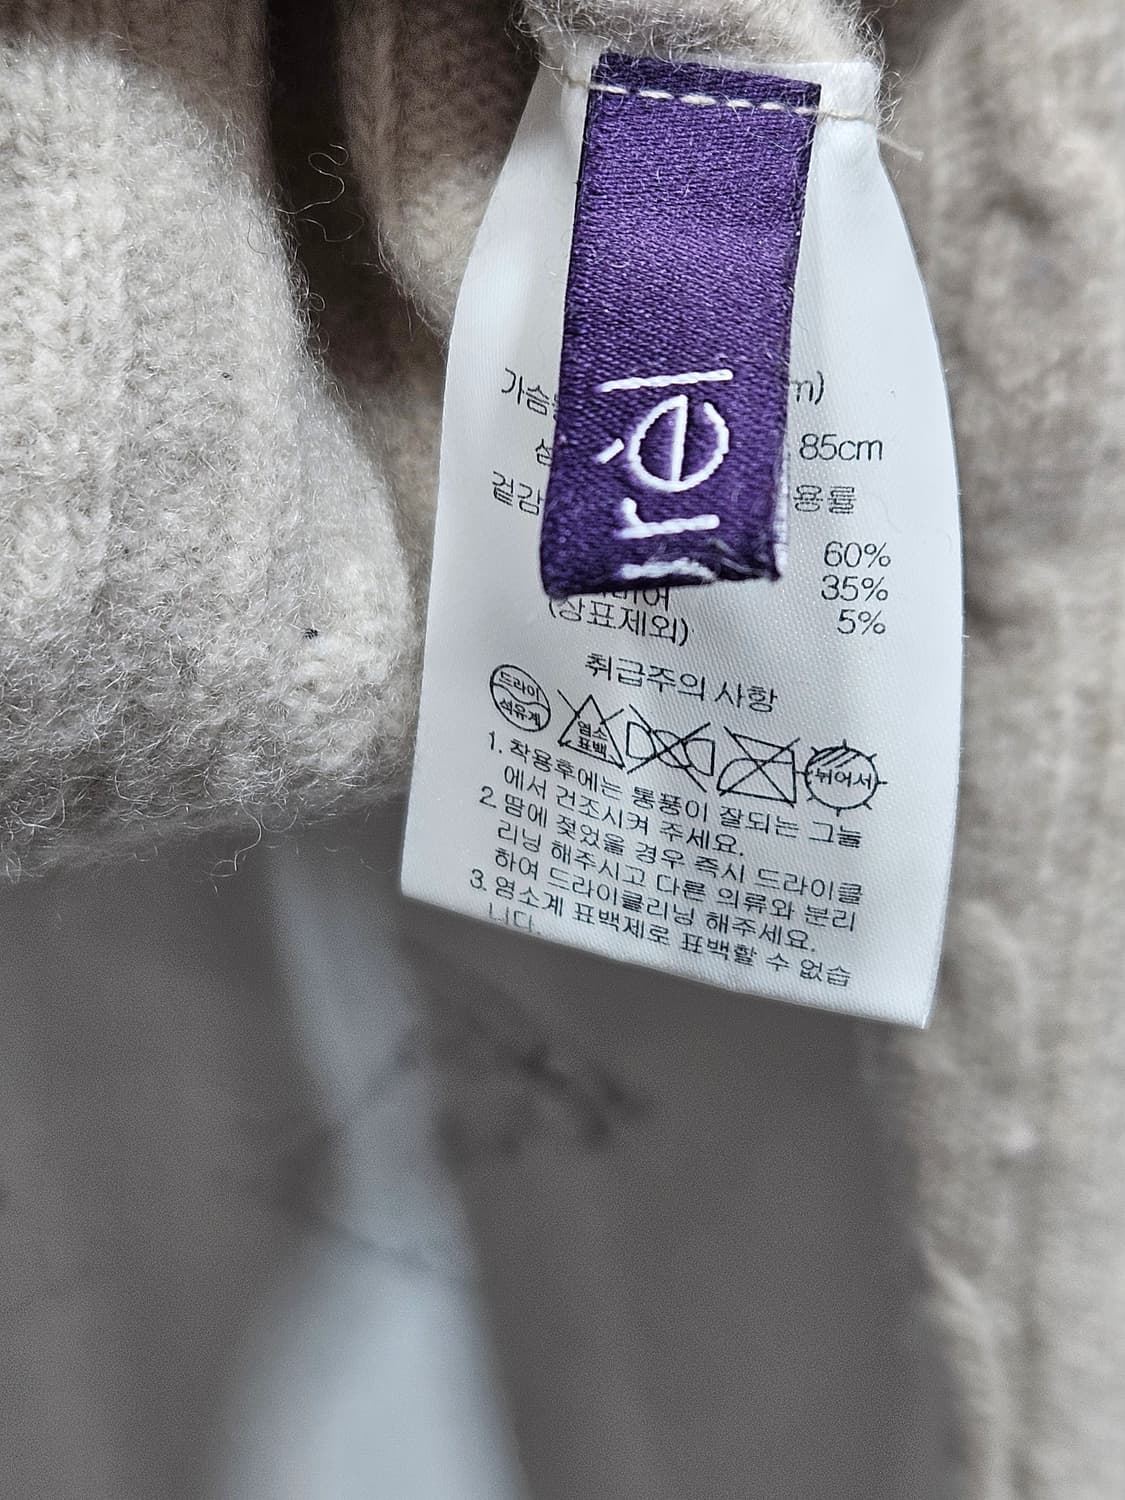 가슴
m)
85cm
겉감
용률
60%
35%
5%
(상표제외)
취급주의 사항
드라이
석유계
염소
표백
뉘어서
1. 착용후에는 통풍이 잘되는 그늘
에서 건조시켜 주세요.
2. 땀에 젖었을 경우 즉시 드라이클
리닝 해주시고 다른 의류와 분리
하여 드라이클리닝 해주세요.
3. 염소계 표백제로 표백할 수 없습
니다.
rèl